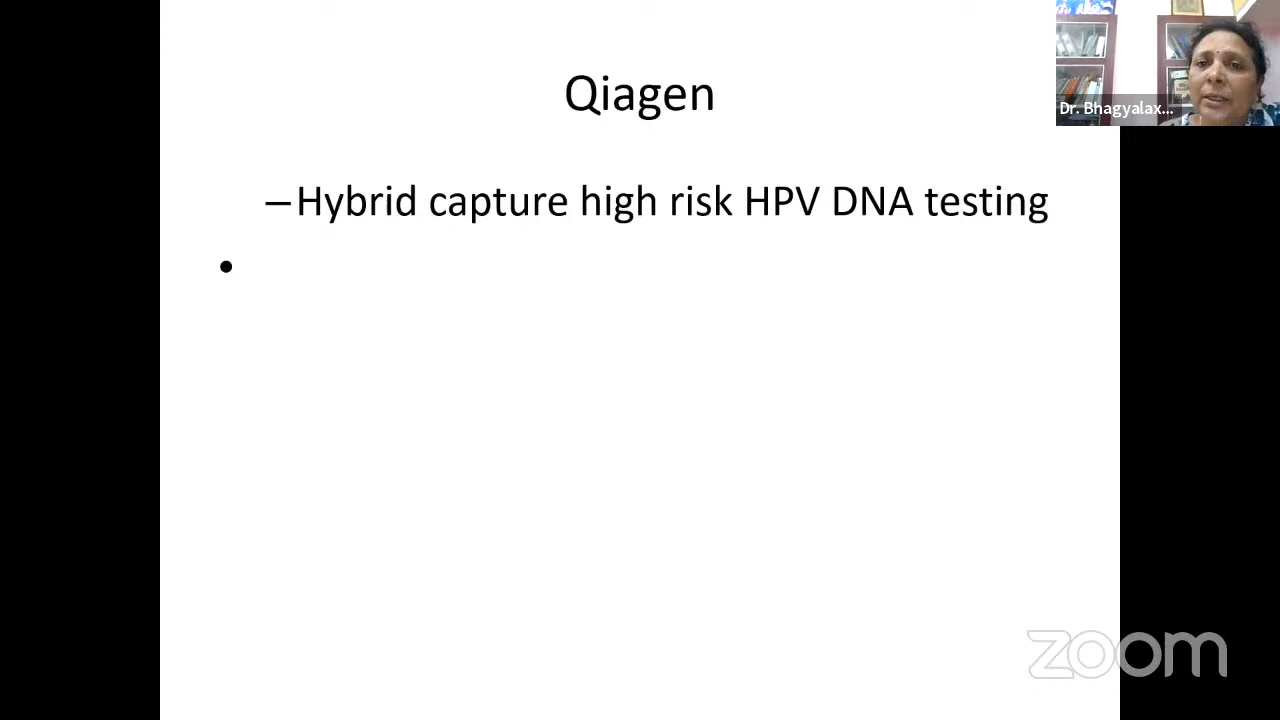 Qiagen
Dr. Bhagyalax...
–Hybrid capture high risk HPV DNA testing
•
zoom